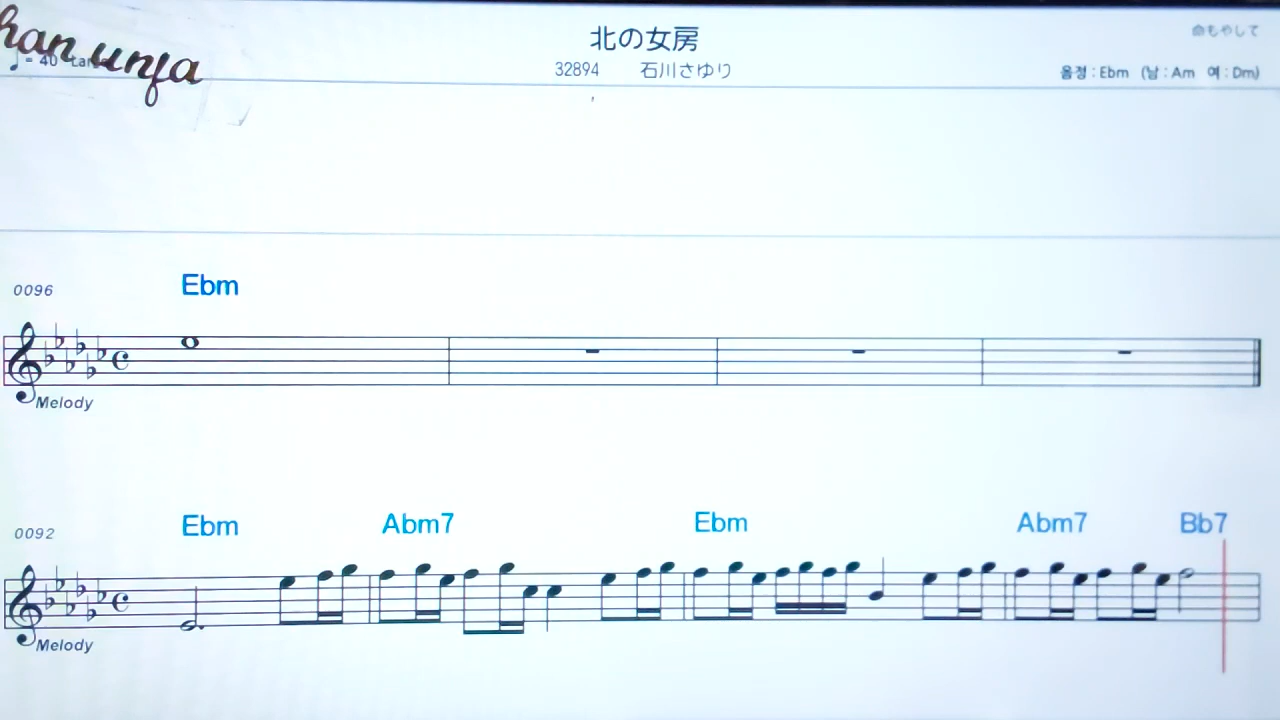 han unja
北の女房
命もやして
♩= 40
32894 石川さゆり
음정 : Ebm (남 : Am 여 : Dm)
0096 Ebm
Melody
0092 Ebm Abm7 Ebm Abm7 Bb7
Melody